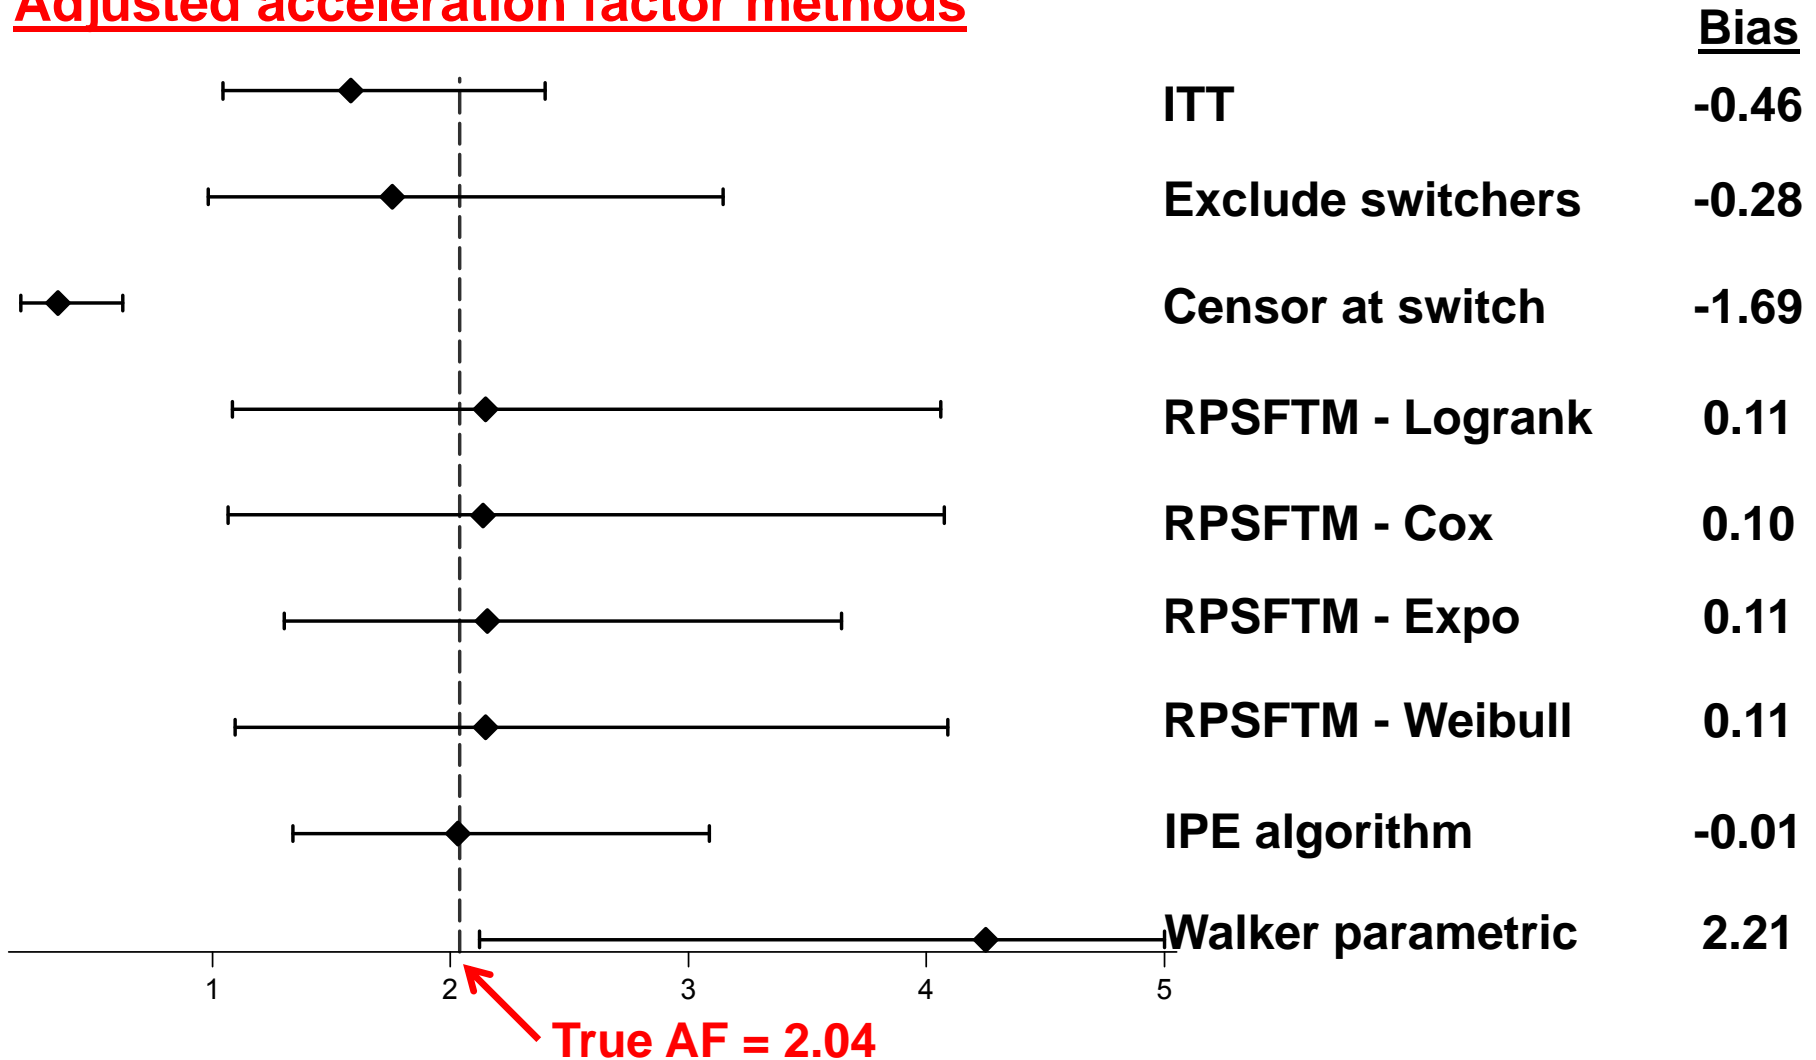 Adjusted acceleration factor methods
Bias
ITT -0.46
Exclude switchers -0.28
Censor at switch -1.69
RPSFTM - Logrank 0.11
RPSFTM - Cox 0.10
RPSFTM - Expo 0.11
RPSFTM - Weibull 0.11
IPE algorithm -0.01
Walker parametric 2.21
1 2 3 4 5
True AF = 2.04